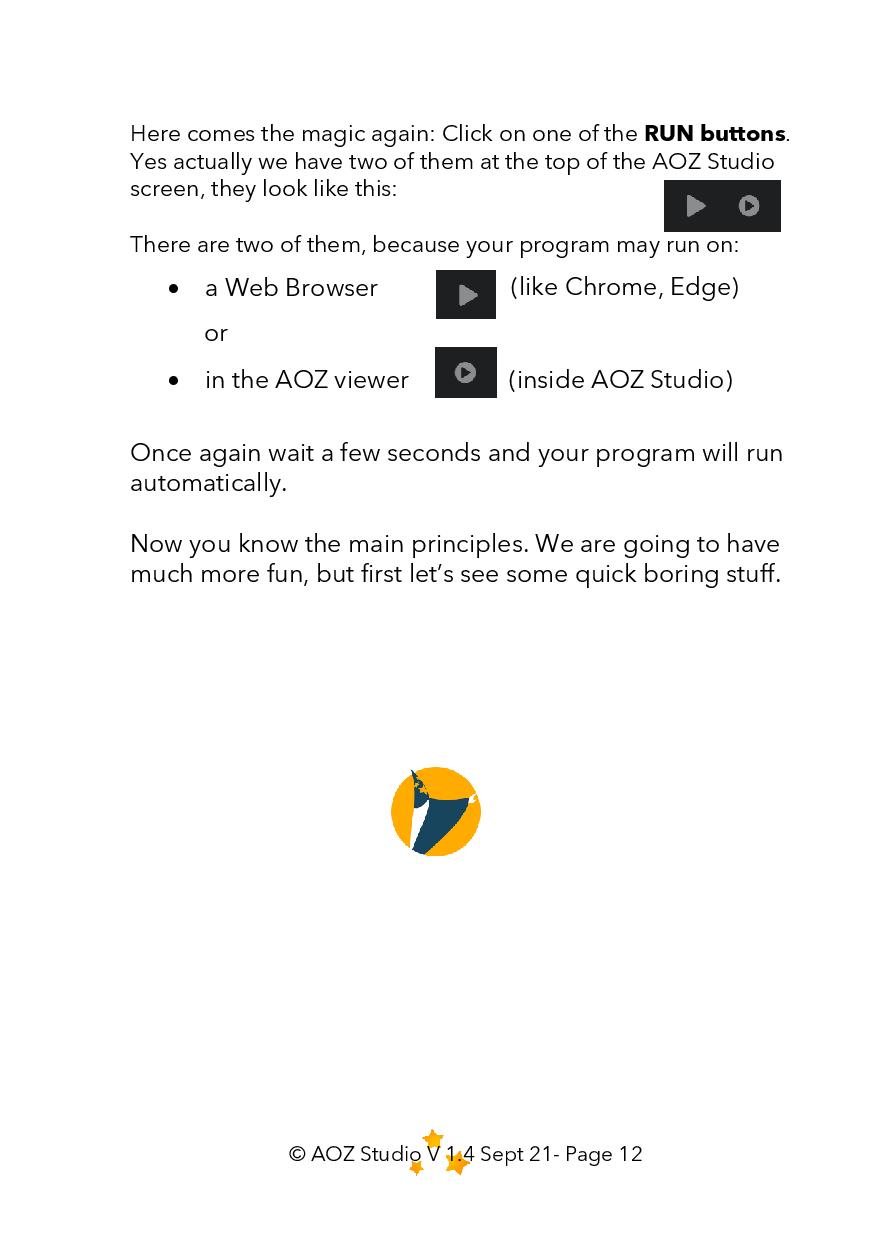 Here comes the magic again: Click on one of the RUN buttons.
Yes actually we have two of them at the top of the AOZ Studio
screen, they look like this:
There are two of them, because your program may run on:
• a Web Browser (like Chrome, Edge)
or
• in the AOZ viewer (inside AOZ Studio)
Once again wait a few seconds and your program will run
automatically.
Now you know the main principles. We are going to have
much more fun, but first let’s see some quick boring stuff.
© AOZ Studio V 1.4 Sept 21- Page 12